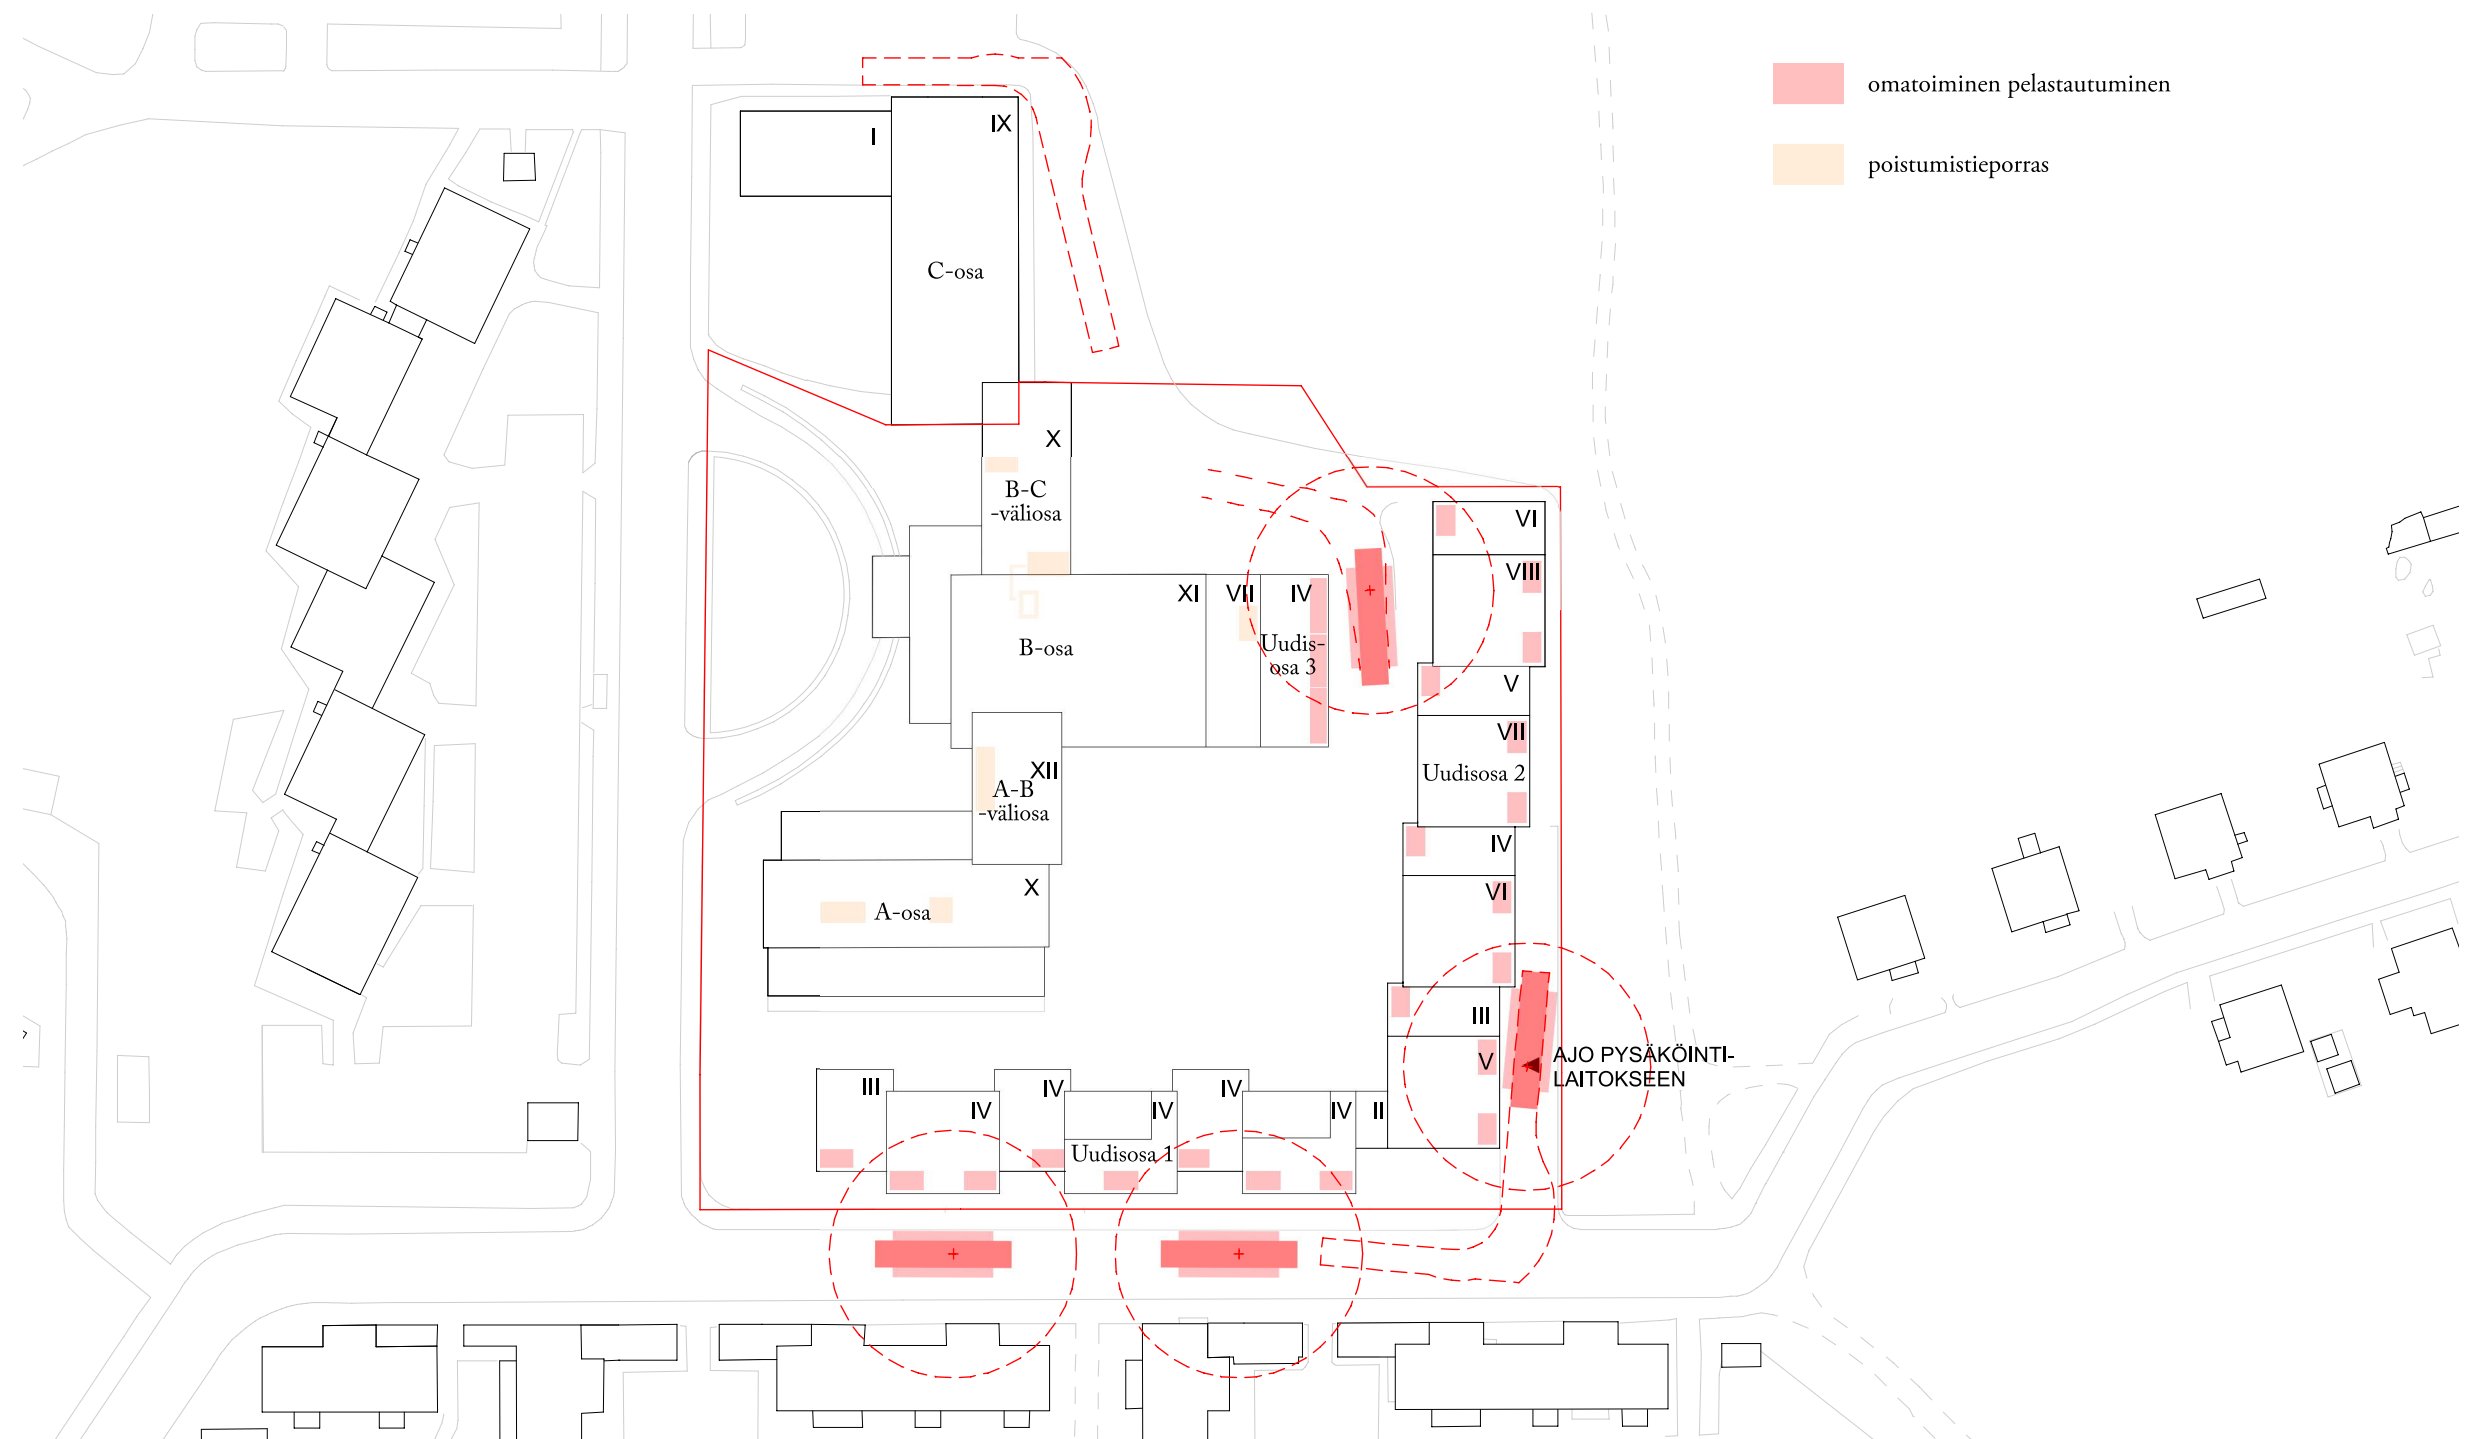 omatoiminen pelastautuminen
poistumistieporras
I
IX
C-osa
X
B-C
-väliosa
XI
VII
IV
B-osa
Uudis-
osa 3
VI
VIII
V
VII
Uudisosa 2
XII
A-B
-väliosa
IV
X
VI
A-osa
III
V
AJO PYSÄKÖINTI-
LAITOKSEEN
III
IV
IV
IV
IV
IV
II
Uudisosa 1